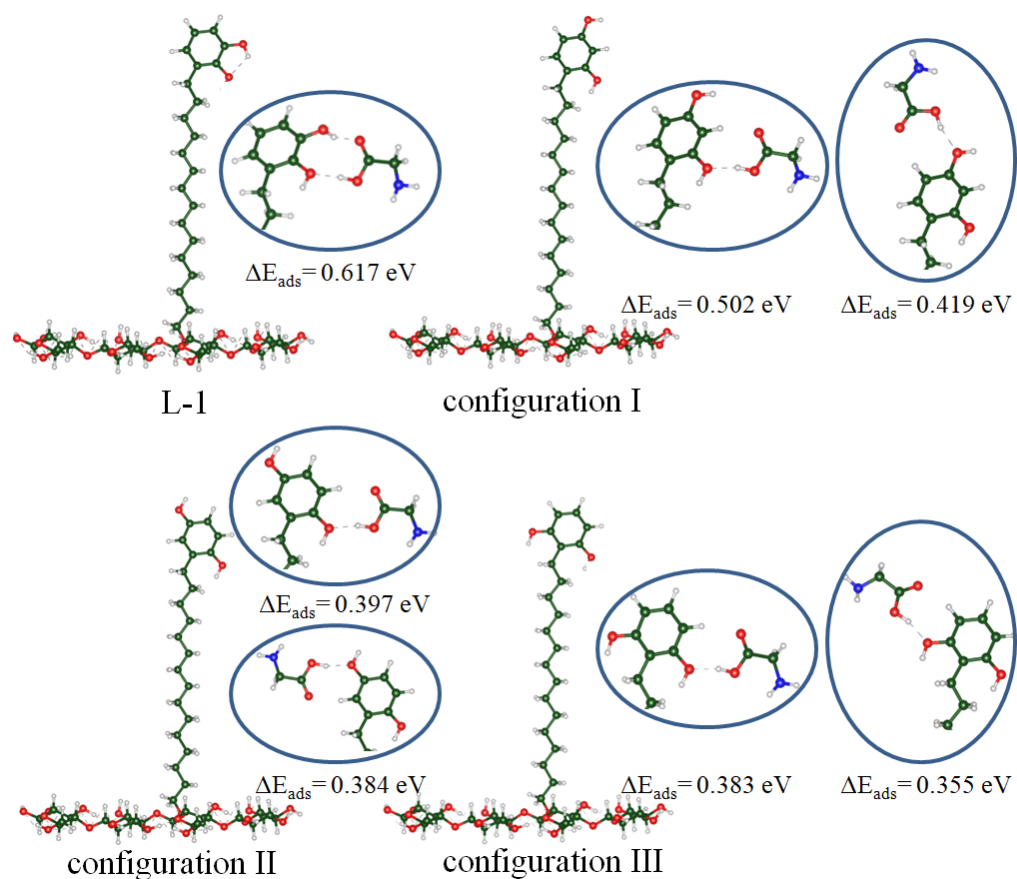 ΔEads= 0.617 eV
ΔEads= 0.502 eV
ΔEads= 0.419 eV
L-1
configuration I
ΔEads= 0.397 eV
ΔEads= 0.384 eV
ΔEads= 0.383 eV
ΔEads= 0.355 eV
configuration II
configuration III